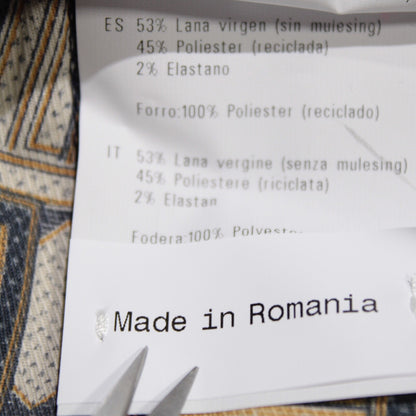 ES 53% Lana virgen (sin mulesing)
45% Poliester (reciclada)
2% Elastano
Forro:100% Poliester (reciclado)
IT 53% Lana vergine (senza mulesing)
45% Poliestere (riciclata)
2% Elastan
Fodera:100%
Made in Romania